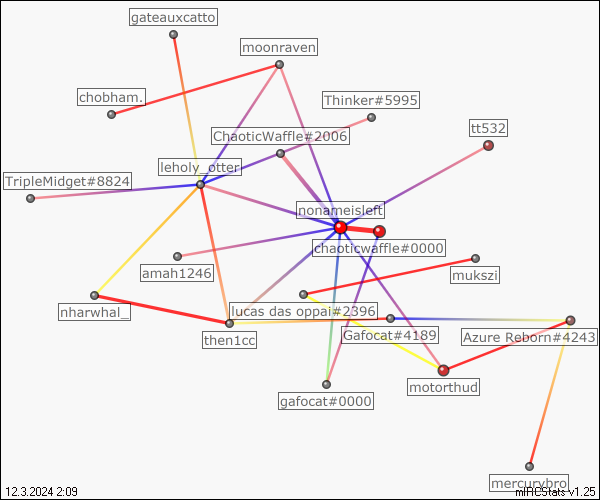 gateauxcatto
moonraven
chobham.
Thinker#5995
tt532
ChaoticWaffle#2006
leholy_otter
TripleMidget#8824
nonameisleft
chaoticwaffle#0000
amah1246
mukszi
nharwhal_
lucas das oppai#2396
then1cc
Gafocat#4189
Azure Reborn#4243
motorthud
gafocat#0000
mercurybro
12.3.2024 2:09
mIRCStats v1.25